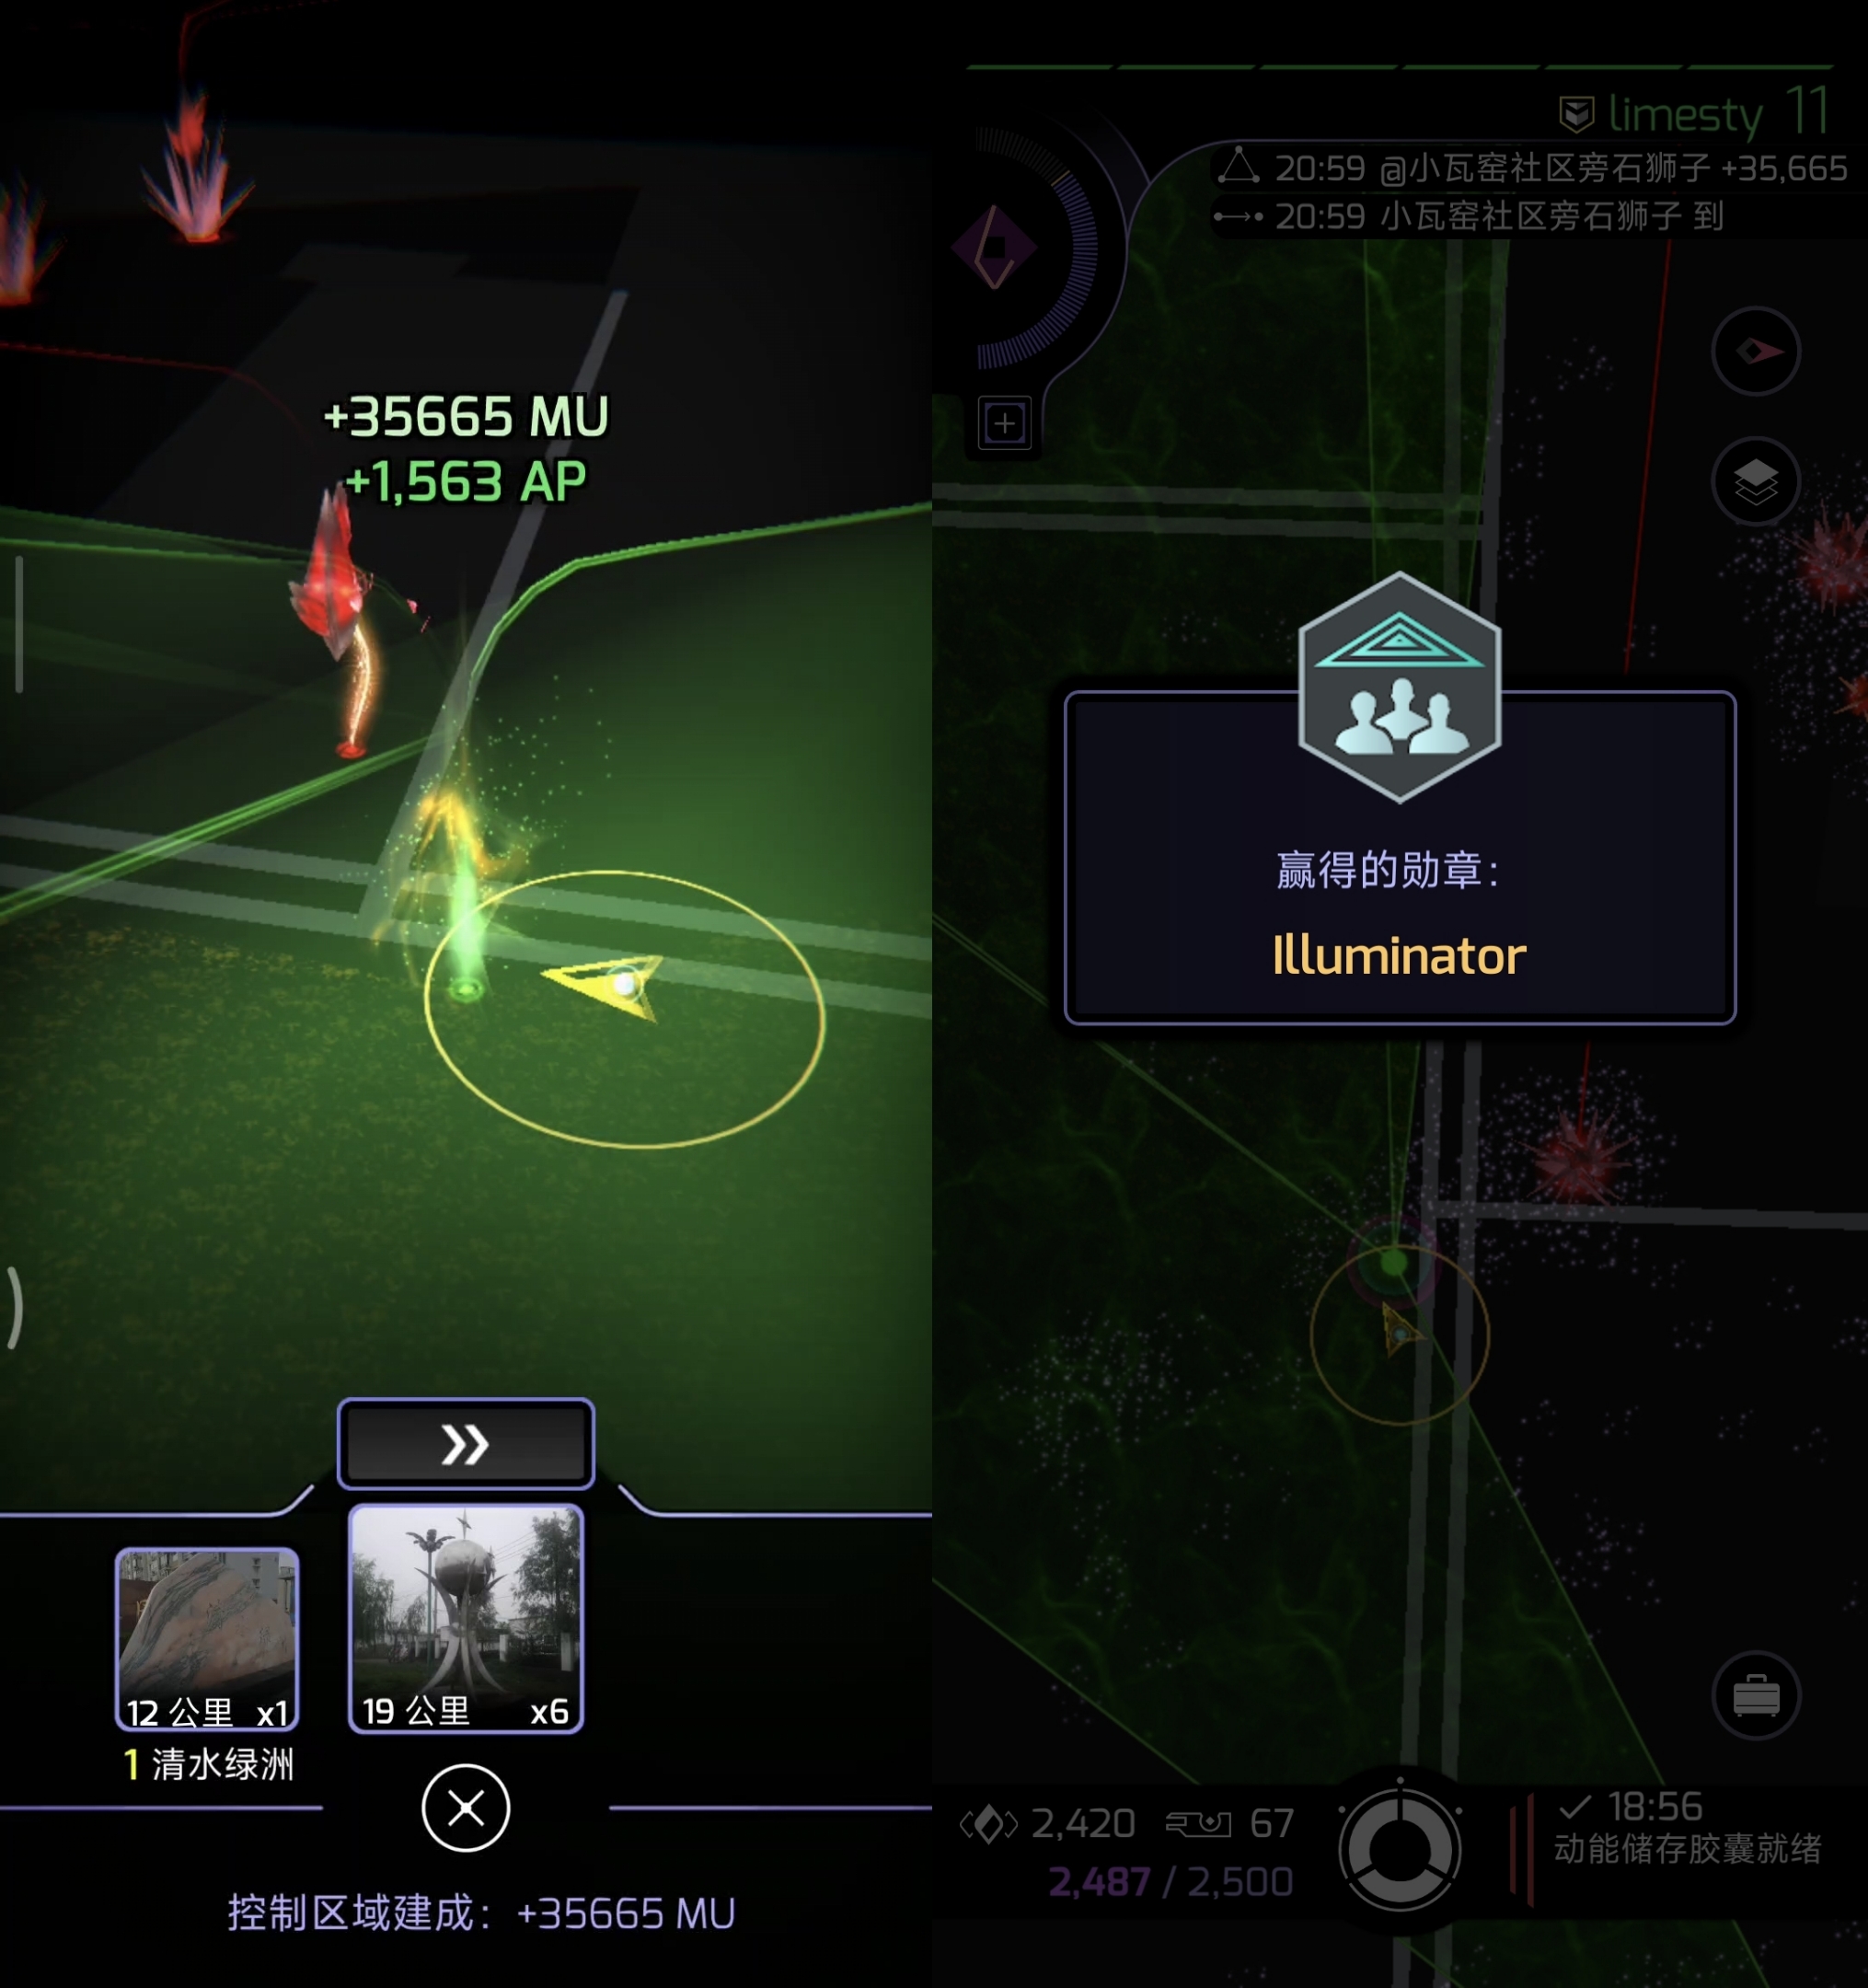 +35665 MU
+1,563 AP
12 公里 x1
19 公里 x6
1 清水绿洲
控制区域建成：+35665 MU
limesty 11
20:59 @小瓦窑社区旁石狮子 +35,665
20:59 小瓦窑社区旁石狮子 到
赢得的勋章：
Illuminator
2,420 67
2,487 / 2,500
18:56
动能储存胶囊就绪